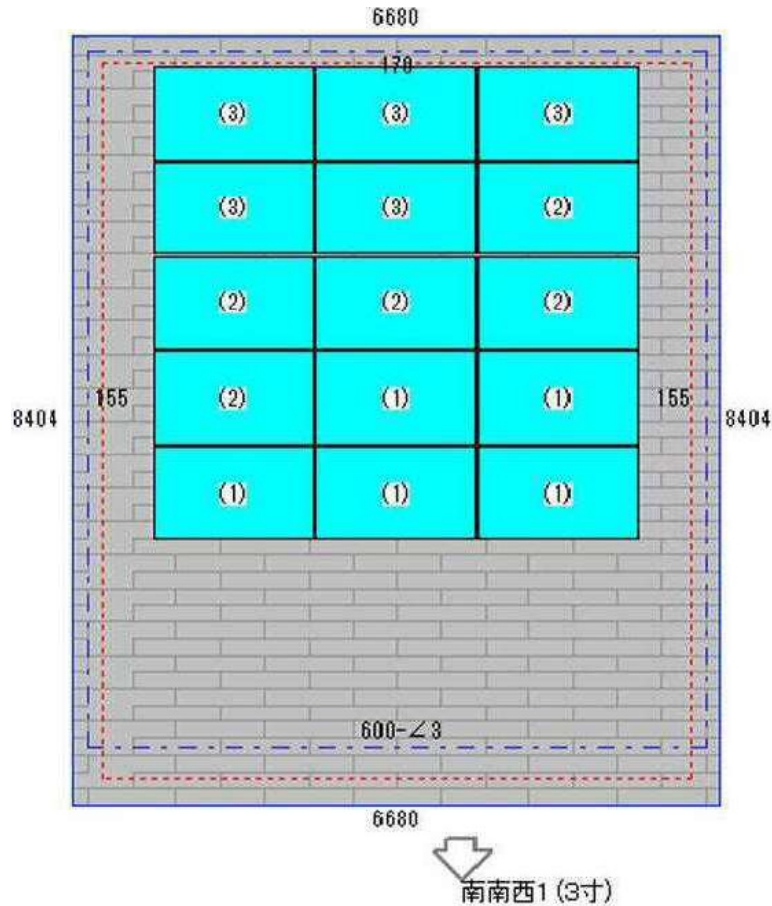 6680
170
(3) (3) (3)
(3) (3) (2)
(2) (2) (2)
155 (2) (1) (1) 155
8404 8404
(1) (1) (1)
600-∠3
6680
南南西1(3寸)